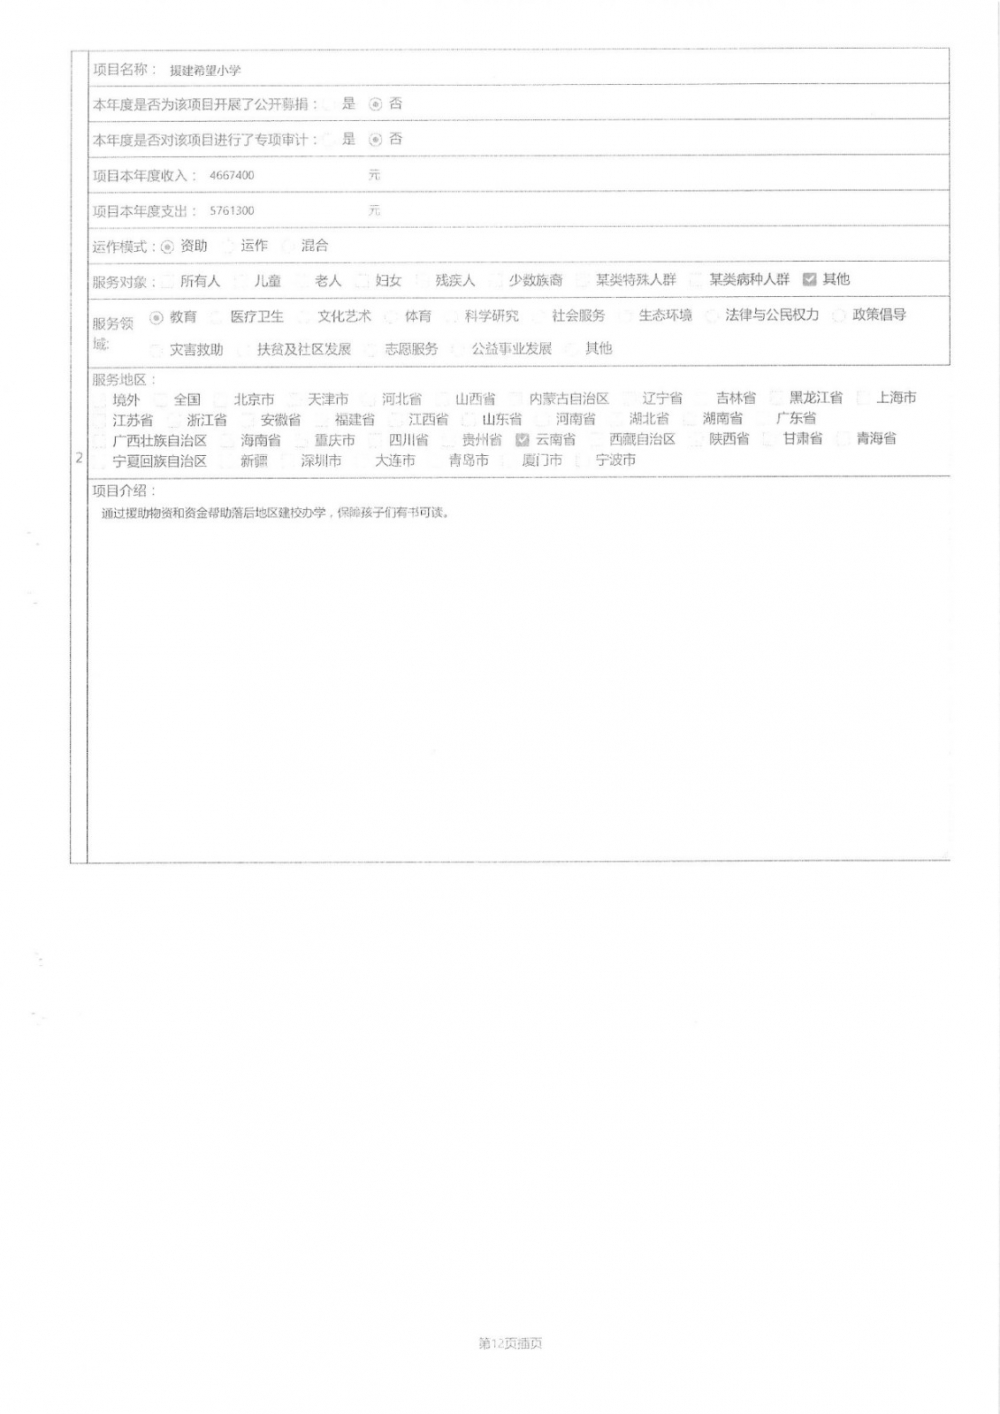 项目名称： 援建希望小学
本年度是否为该项目开展了公开募捐： 是 否
本年度是否对该项目进行了专项审计： 是 否
项目本年度收入： 4667400 元
项目本年度支出： 5761300 元
运作模式： 资助 运作 混合
服务对象： 所有人 儿童 老人 妇女 残疾人 少数族裔 某类特殊人群 某类病种人群 其他
服务领域: 教育 医疗卫生 文化艺术 体育 科学研究 社会服务 生态环境 法律与公民权力 政策倡导
灾害救助 扶贫及社区发展 志愿服务 公益事业发展 其他
服务地区：
境外 全国 北京市 天津市 河北省 山西省 内蒙古自治区 辽宁省 吉林省 黑龙江省 上海市
江苏省 浙江省 安徽省 福建省 江西省 山东省 河南省 湖北省 湖南省 广东省
广西壮族自治区 海南省 重庆市 四川省 贵州省 云南省 西藏自治区 陕西省 甘肃省 青海省
2
宁夏回族自治区 新疆 深圳市 大连市 青岛市 厦门市 宁波市
项目介绍：
通过援助物资和资金帮助落后地区建校办学，保障孩子们有书可读。
第12页插页